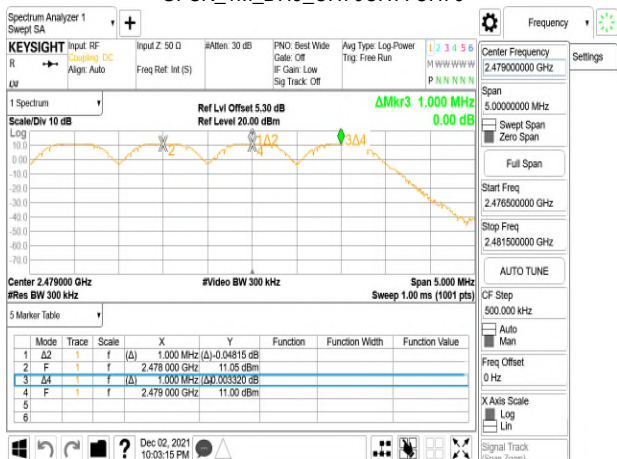 Spectrum Analyzer 1
Swept SA
Frequency
KEYSIGHT
R
Input: RF
Coupling: DC
Align: Auto
Input Z: 50 Ω
Freq Ref: Int (S)
#Atten: 30 dB
PNO: Best Wide
Gate: Off
IF Gain: Low
Sig Track: Off
Avg Type: Log-Power
Trig: Free Run
1 2 3 4 5 6
M W W W W W
P N N N N N
Center Frequency
2.479000000 GHz
Settings
Span
5.00000000 MHz
Swept Span
Zero Span
Full Span
Start Freq
2.476500000 GHz
Stop Freq
2.481500000 GHz
AUTO TUNE
CF Step
500.000 kHz
Auto
Man
Freq Offset
0 Hz
X Axis Scale
Log
Lin
Signal Track
(Span Zoom)
1 Spectrum
Scale/Div 10 dB
Log
Ref Lvl Offset 5.30 dB
Ref Level 20.00 dBm
ΔMkr3 1.000 MHz
0.00 dB
10.0
0.00
-10.0
-20.0
-30.0
-40.0
-50.0
-60.0
-70.0
2
1Δ2
4
3Δ4
Center 2.479000 GHz
#Res BW 300 kHz
#Video BW 300 kHz
Span 5.000 MHz
Sweep 1.00 ms (1001 pts)
5 Marker Table
Mode Trace Scale X Y Function Function Width Function Value
1 Δ2 1 f (Δ) 1.000 MHz (Δ) -0.04815 dB
2 F 1 f 2.478 000 GHz 11.05 dBm
3 Δ4 1 f (Δ) 1.000 MHz (Δ) 0.003320 dB
4 F 1 f 2.479 000 GHz 11.00 dBm
5
6
?
Dec 02, 2021
10:03:15 PM